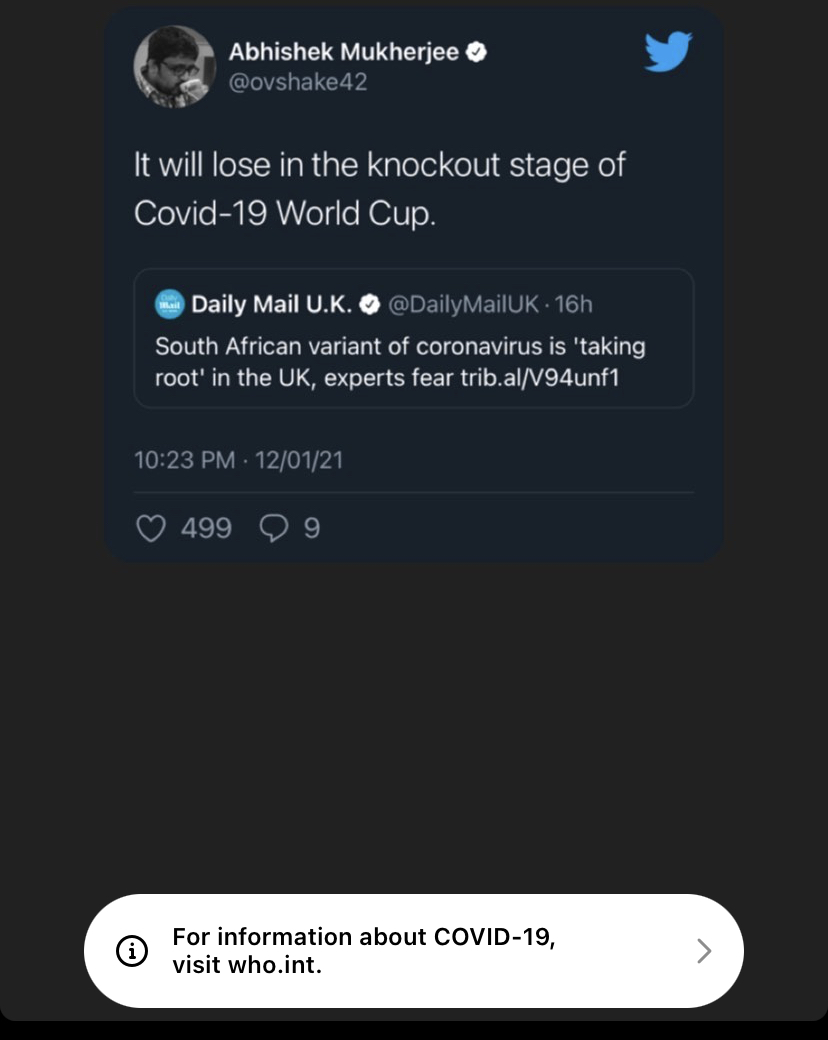 Abhishek Mukherjee
@ovshake42
It will lose in the knockout stage of
Covid-19 World Cup.
Daily Mail U.K. @DailyMailUK · 16h
South African variant of coronavirus is 'taking
root' in the UK, experts fear trib.al/V94unf1
10:23 PM · 12/01/21
499 9
For information about COVID-19,
visit who.int.